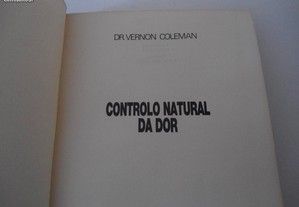 DR. VERNON COLEMAN
CONTROLO NATURAL
DA DOR